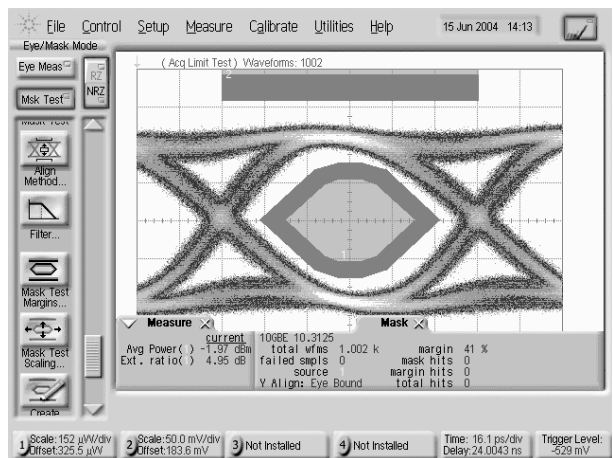 File Control Setup Measure Calibrate Utilities Help 15 Jun 2004 14:13
Eye/Mask Mode
Eye Meas
Msk Test
RZ
NRZ
( Acq Limit Test ) Waveforms: 1002
2
Mask Test
Align Method...
Filter...
Mask Test Margins...
Mask Test Scaling...
Create
1
Measure
current
Avg Power( ) -1.97 dBm
Ext. ratio( ) 4.95 dB
Mask
10GBE 10.3125
total wfms 1.002 k margin 41 %
failed smpls 0 mask hits 0
source 1 margin hits 0
Y Align: Eye Bound total hits 0
1 Scale:152 µW/div Offset:325.5 µW
2 Scale:50.0 mV/div Offset:183.6 mV
3 Not Installed
4 Not Installed
Time: 16.1 ps/div Delay:24.0043 ns
Trigger Level: -529 mV